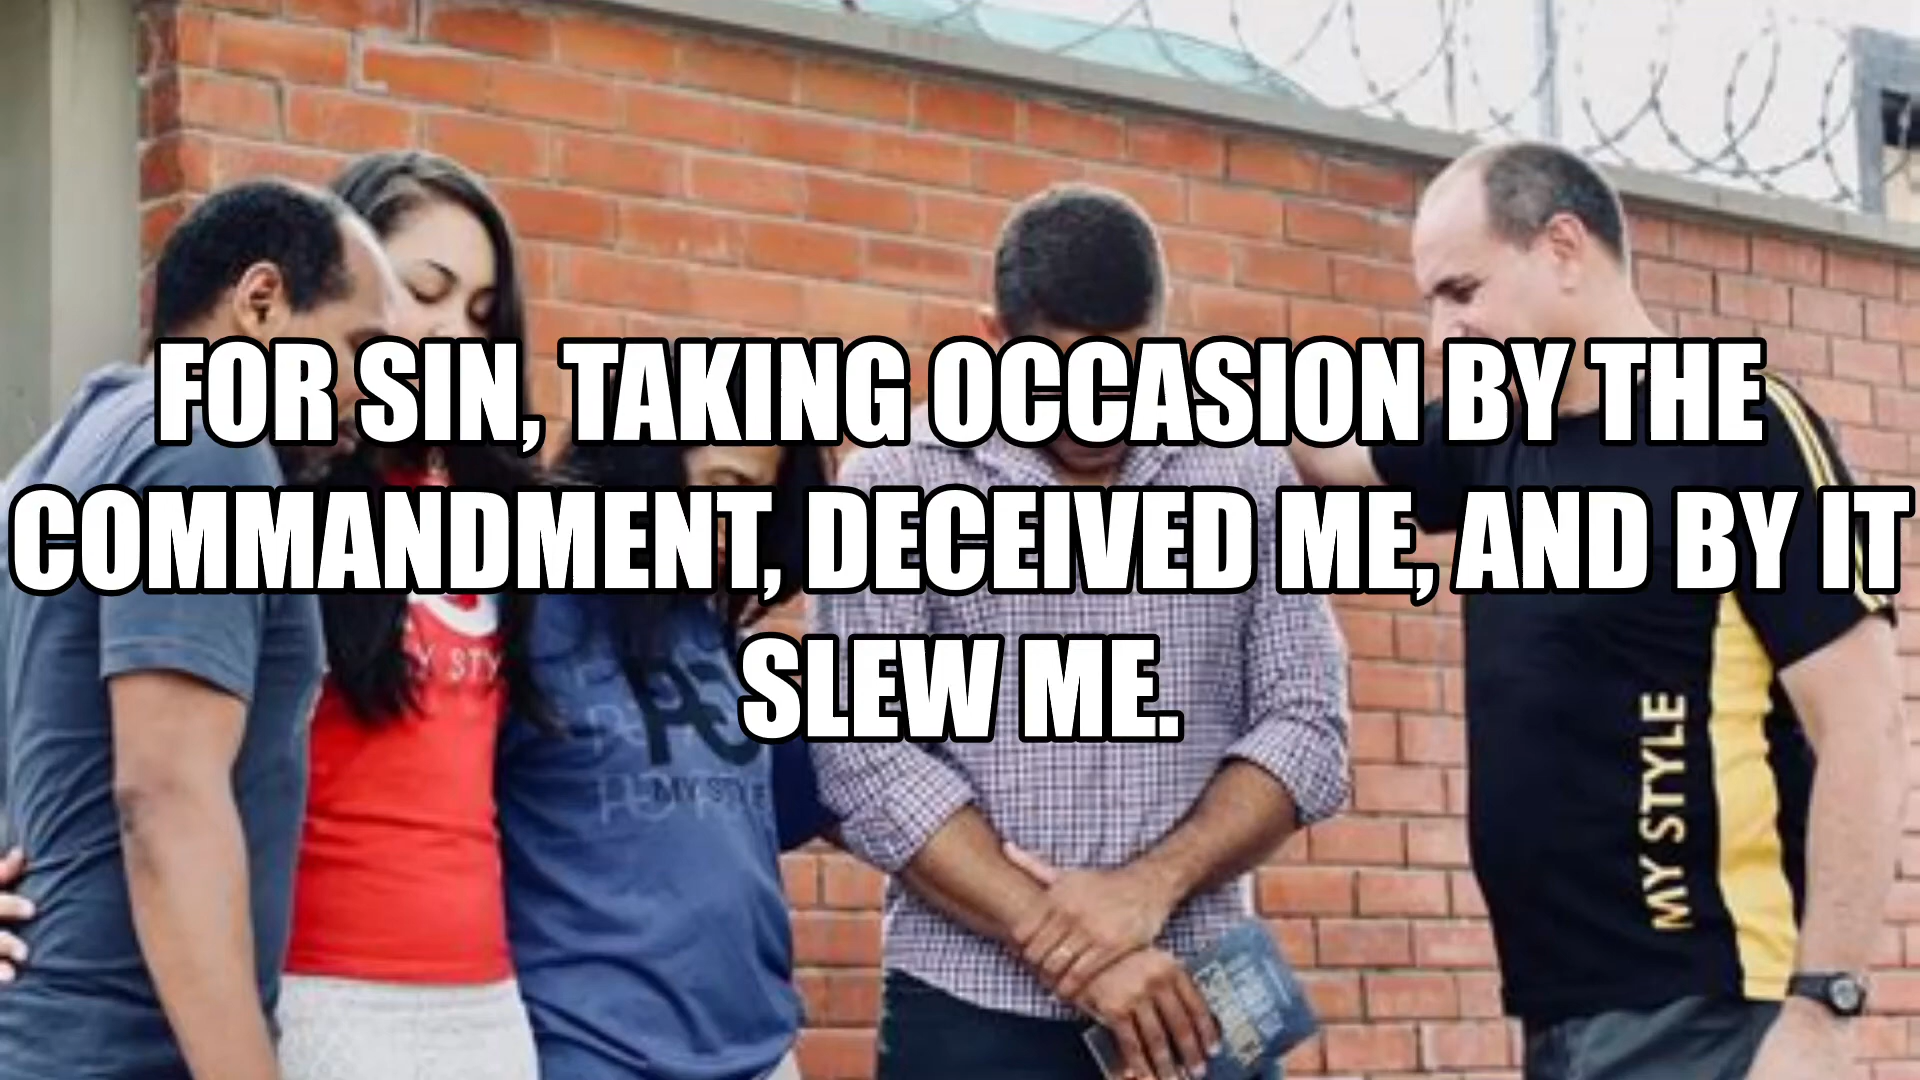 FOR SIN, TAKING OCCASION BY THE
COMMANDMENT, DECEIVED ME, AND BY IT
SLEW ME.
MY STYLE